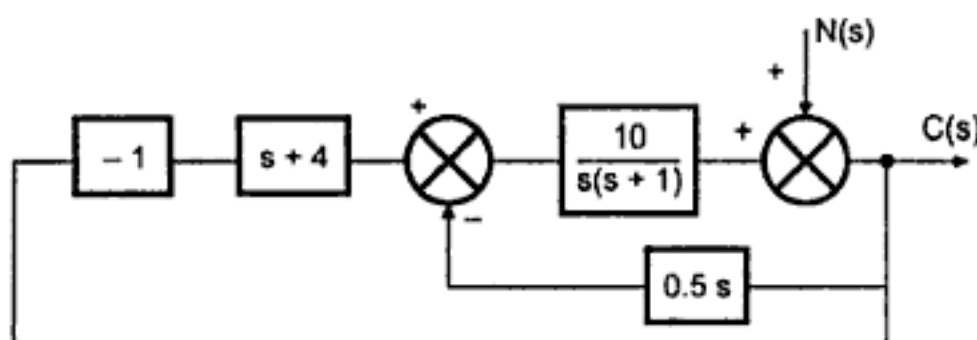 N(s)
+
C(s)
– 1
s + 4
+
10
s(s + 1)
+
–
0.5 s